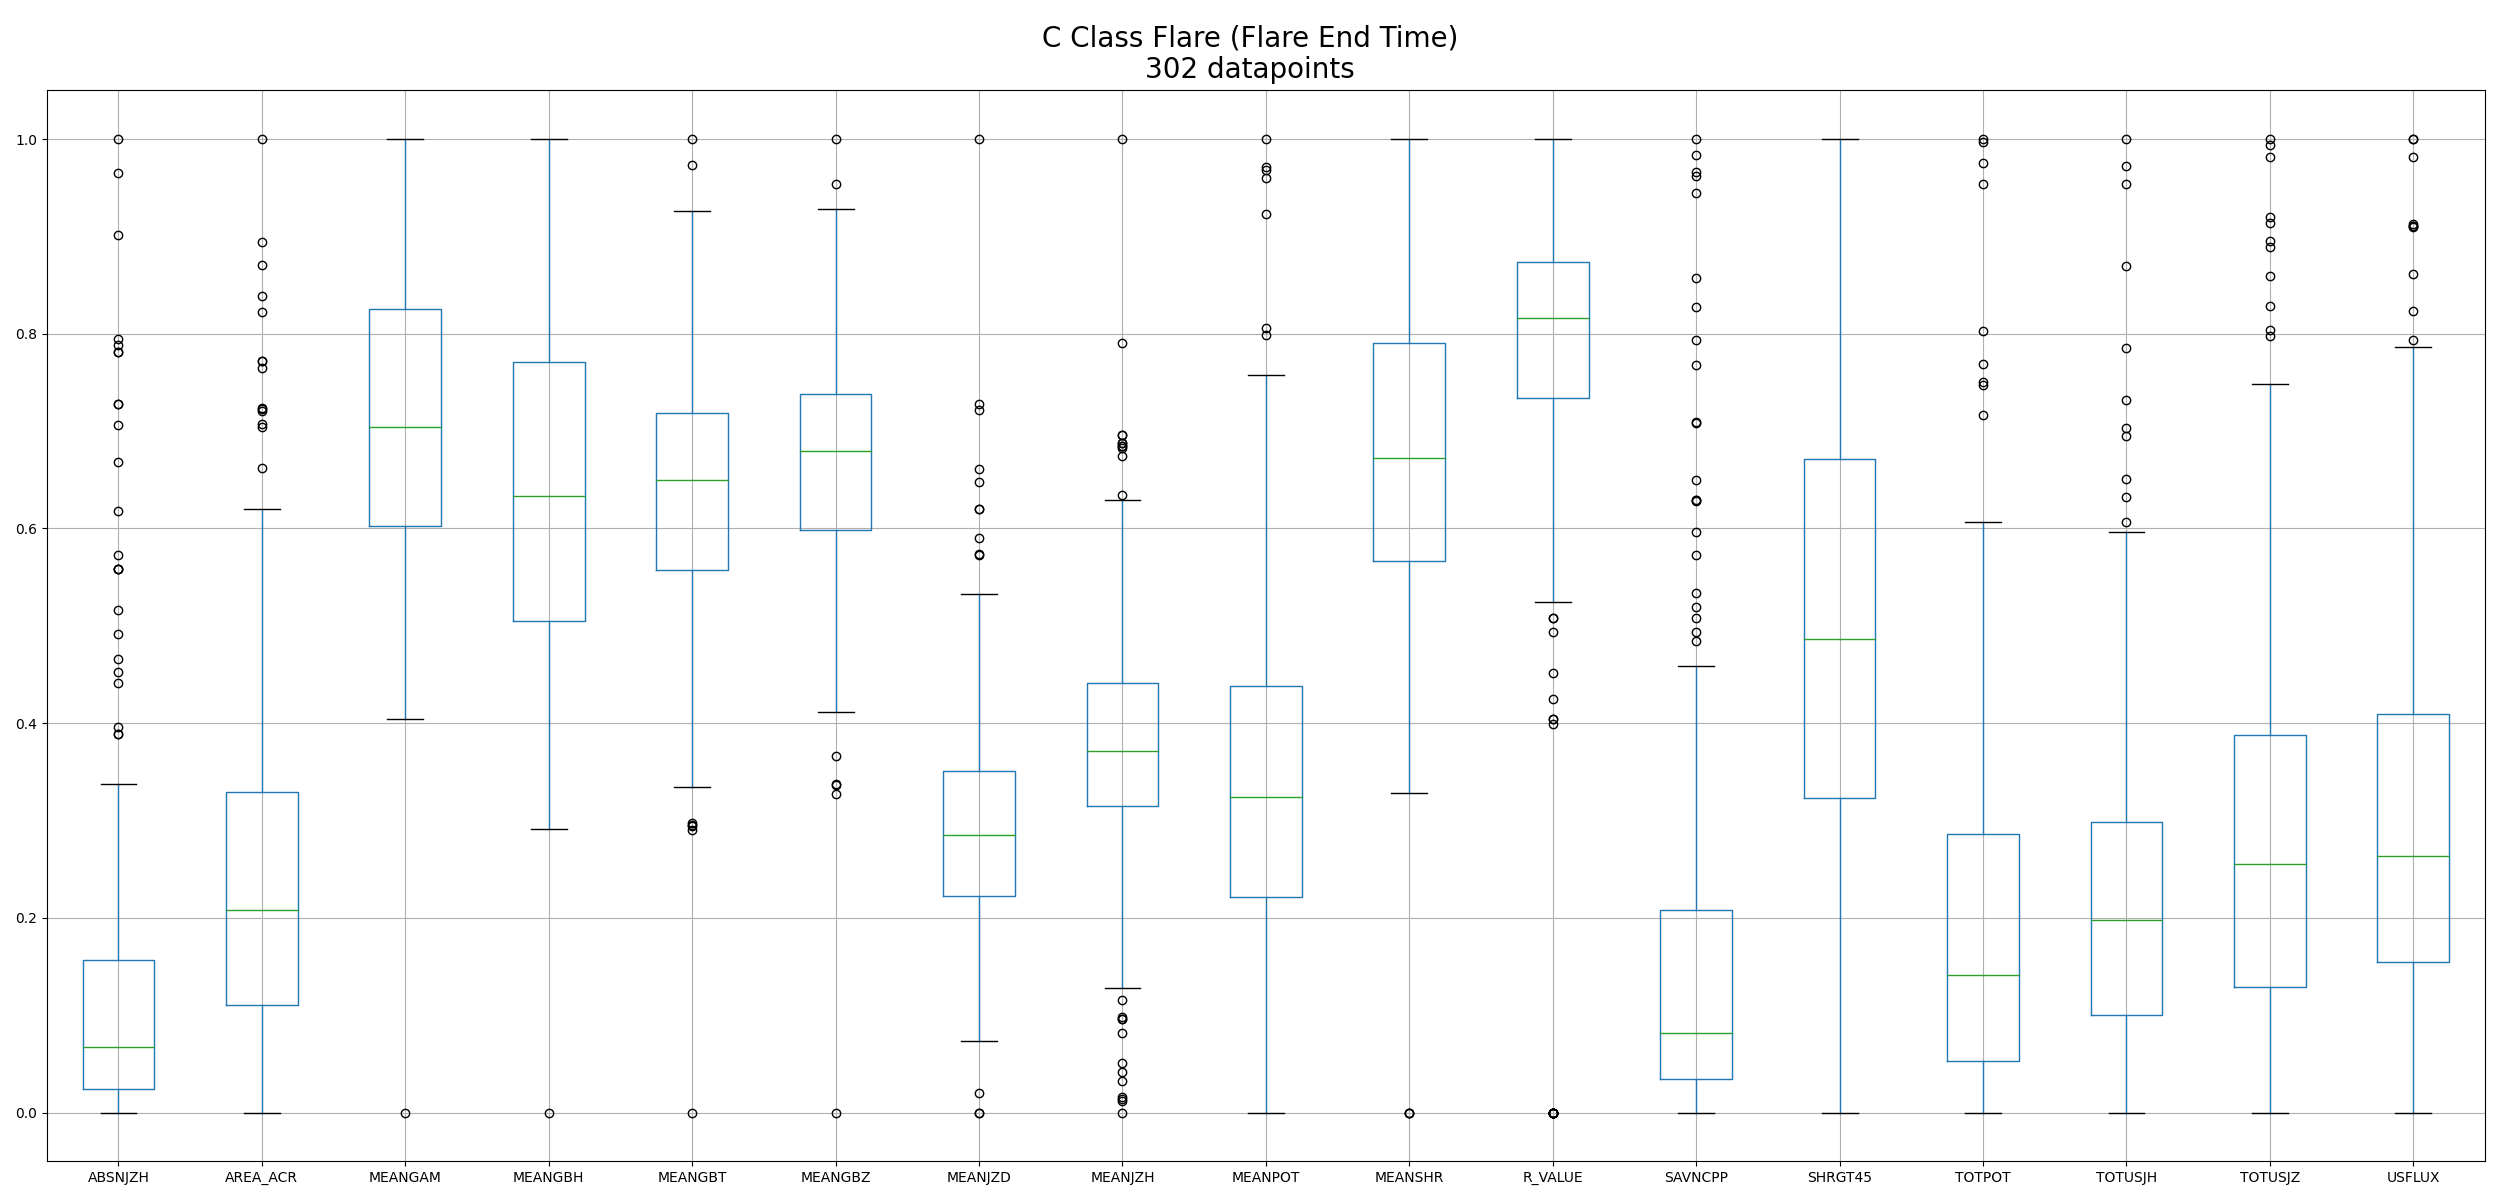 C Class Flare (Flare End Time)
302 datapoints
1.0
0.8
0.6
0.4
0.2
0.0
ABSNJZH AREA_ACR MEANGAM MEANGBH MEANGBT MEANGBZ MEANJZD MEANJZH MEANPOT MEANSHR R_VALUE SAVNCPP SHRGT45 TOTPOT TOTUSJH TOTUSJZ USFLUX